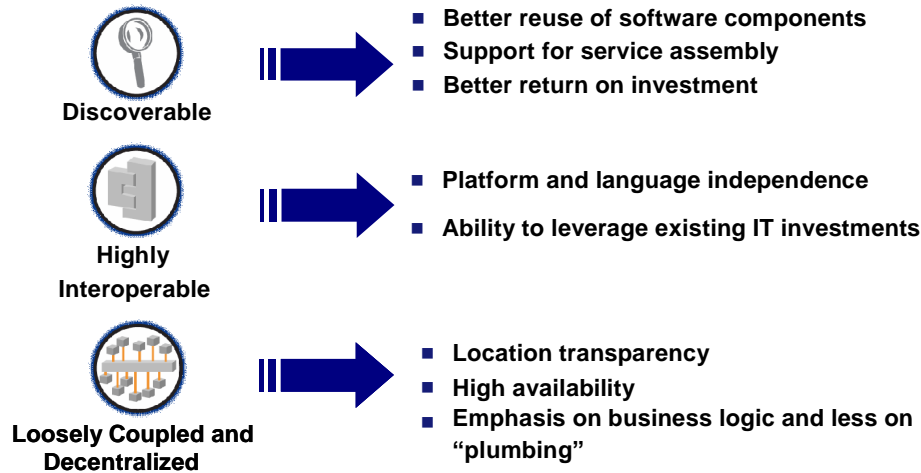 Discoverable
■ Better reuse of software components
■ Support for service assembly
■ Better return on investment
Highly
Interoperable
■ Platform and language independence
■ Ability to leverage existing IT investments
Loosely Coupled and
Decentralized
■ Location transparency
■ High availability
■ Emphasis on business logic and less on
“plumbing”